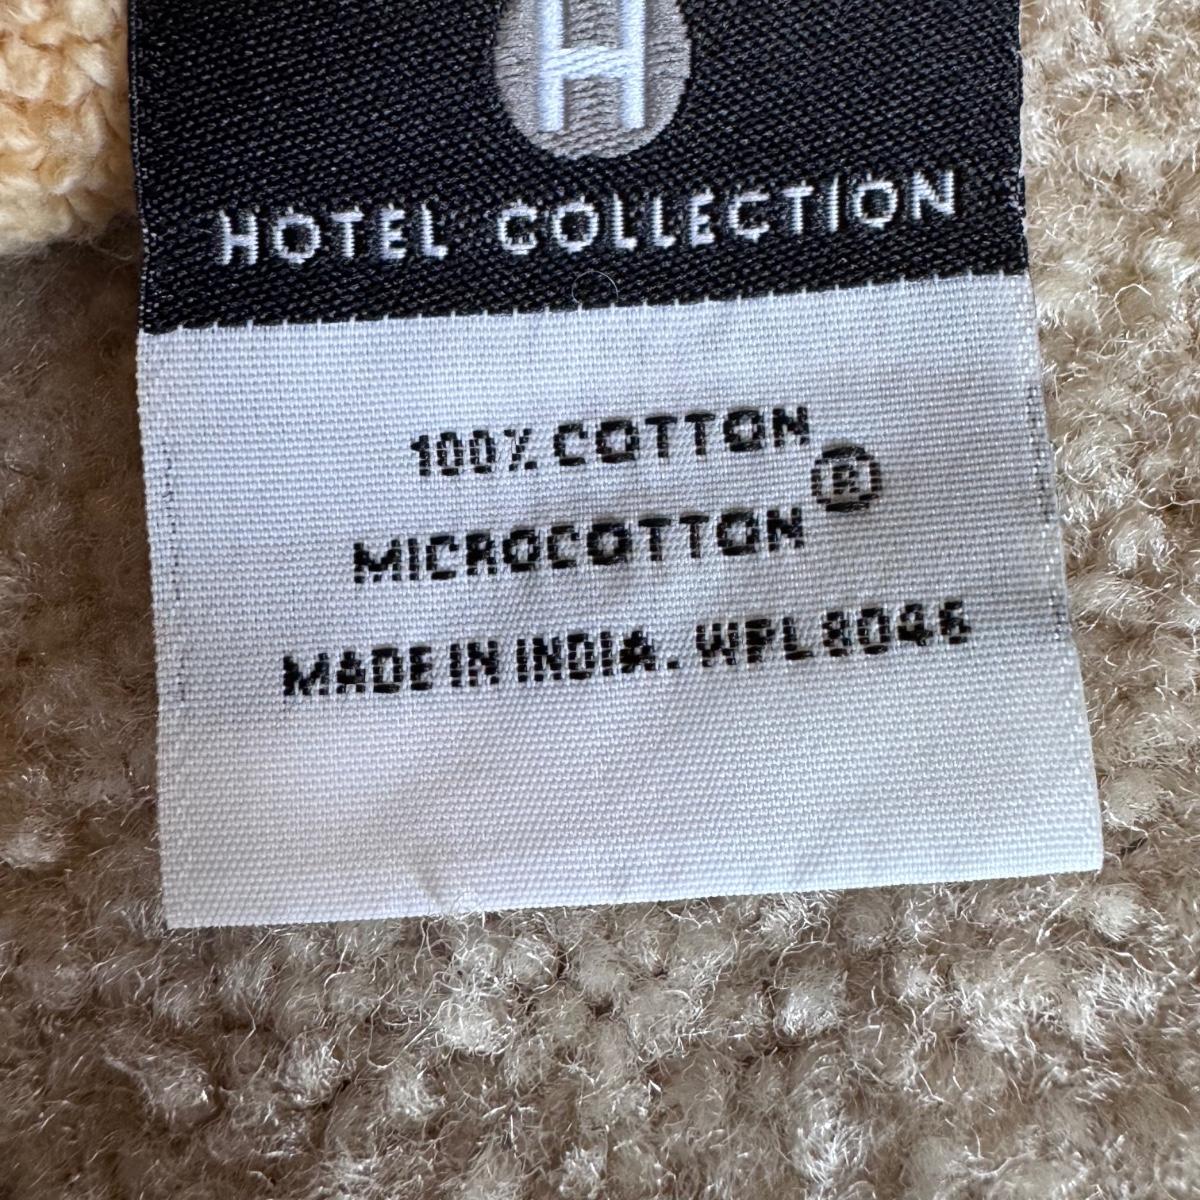 H
HOTEL COLLECTION
100% COTTON
MICROCOTTON®
MADE IN INDIA. WPL8046